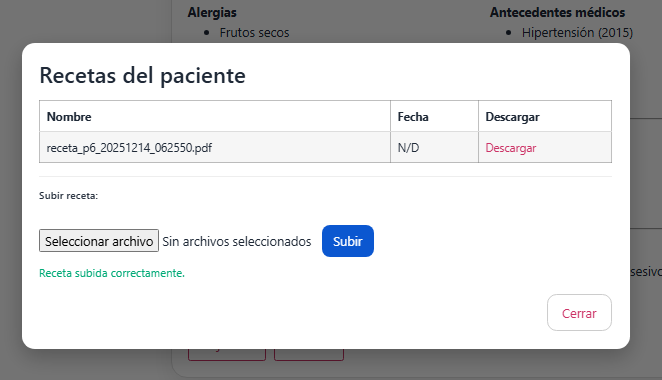 Alergias
Antecedentes médicos
Frutos secos
Hipertensión (2015)
Recetas del paciente
Nombre Fecha Descargar
receta_p6_20251214_062550.pdf N/D Descargar
Subir receta:
Seleccionar archivo Sin archivos seleccionados Subir
Receta subida correctamente.
Cerrar